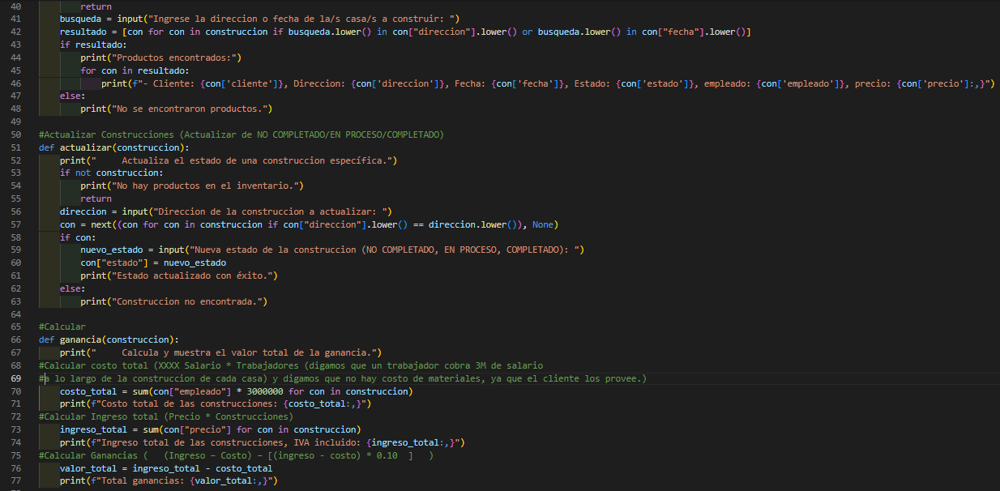 40 return
41 busqueda = input("Ingrese la direccion o fecha de la/s casa/s a construir: ")
42 resultado = [con for con in construccion if busqueda.lower() in con["direccion"].lower() or busqueda.lower() in con["fecha"].lower()]
43 if resultado:
44 print("Productos encontrados:")
45 for con in resultado:
46 print(f"- Cliente: {con['cliente']}, Direccion: {con['direccion']}, Fecha: {con['fecha']}, Estado: {con['estado']}, empleado: {con['empleado']}, precio: {con['precio']:,}")
47 else:
48 print("No se encontraron productos.")
49
50 #Actualizar Construcciones (Actualizar de NO COMPLETADO/EN PROCESO/COMPLETADO)
51 def actualizar(construccion):
52 print("     Actualiza el estado de una construccion específica.")
53 if not construccion:
54 print("No hay productos en el inventario.")
55 return
56 direccion = input("Direccion de la construccion a actualizar: ")
57 con = next((con for con in construccion if con["direccion"].lower() == direccion.lower()), None)
58 if con:
59 nuevo_estado = input("Nueva estado de la construccion (NO COMPLETADO, EN PROCESO, COMPLETADO): ")
60 con["estado"] = nuevo_estado
61 print("Estado actualizado con éxito.")
62 else:
63 print("Construccion no encontrada.")
64
65 #Calcular
66 def ganancia(construccion):
67 print("     Calcula y muestra el valor total de la ganancia.")
68 #Calcular costo total (XXXX Salario * Trabajadores (digamos que un trabajador cobra 3M de salario
69 #a lo largo de la construccion de cada casa) y digamos que no hay costo de materiales, ya que el cliente los provee.)
70 costo_total = sum(con["empleado"] * 3000000 for con in construccion)
71 print(f"Costo total de las construcciones: {costo_total:,}")
72 #Calcular Ingreso total (Precio * Construcciones)
73 ingreso_total = sum(con["precio"] for con in construccion)
74 print(f"Ingreso total de las construcciones, IVA incluido: {ingreso_total:,}")
75 #Calcular Ganancias (   (Ingreso – Costo) – [(ingreso - costo) * 0.10  ]   )
76 valor_total = ingreso_total - costo_total
77 print(f"Total ganancias: {valor_total:,}")